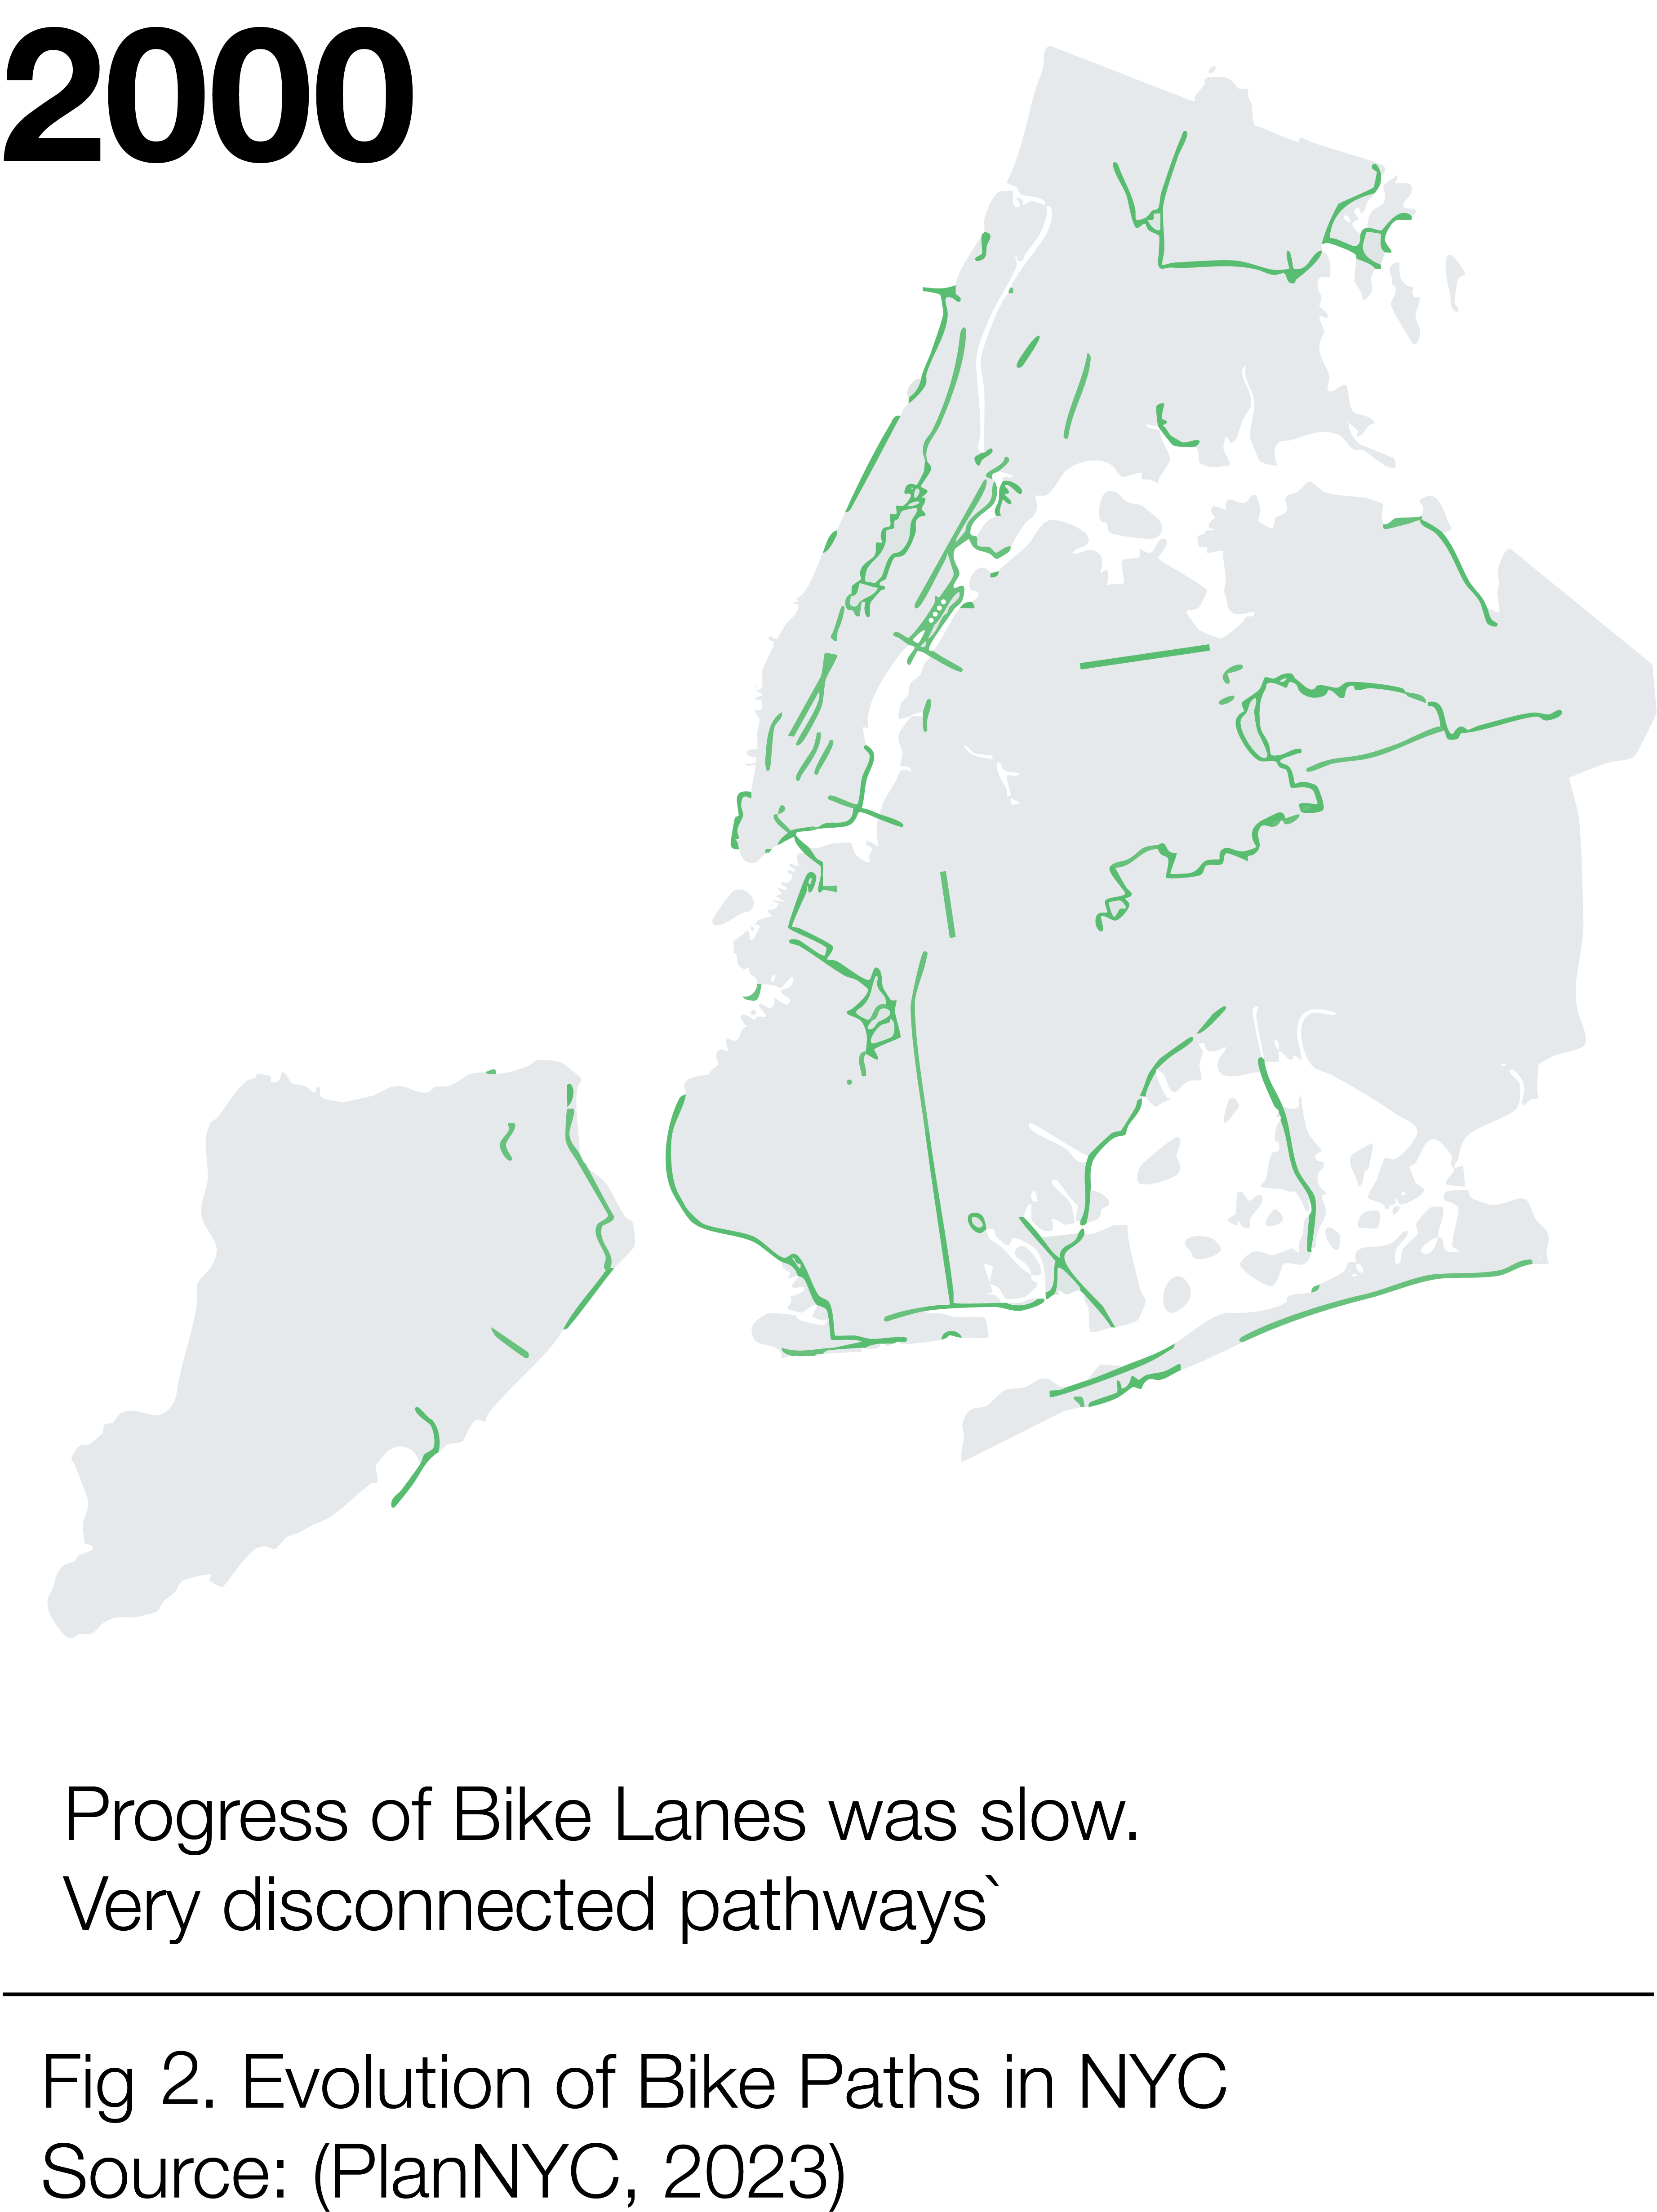 2000
Progress of Bike Lanes was slow.
Very disconnected pathways`
Fig 2. Evolution of Bike Paths in NYC
Source: (PlanNYC, 2023)